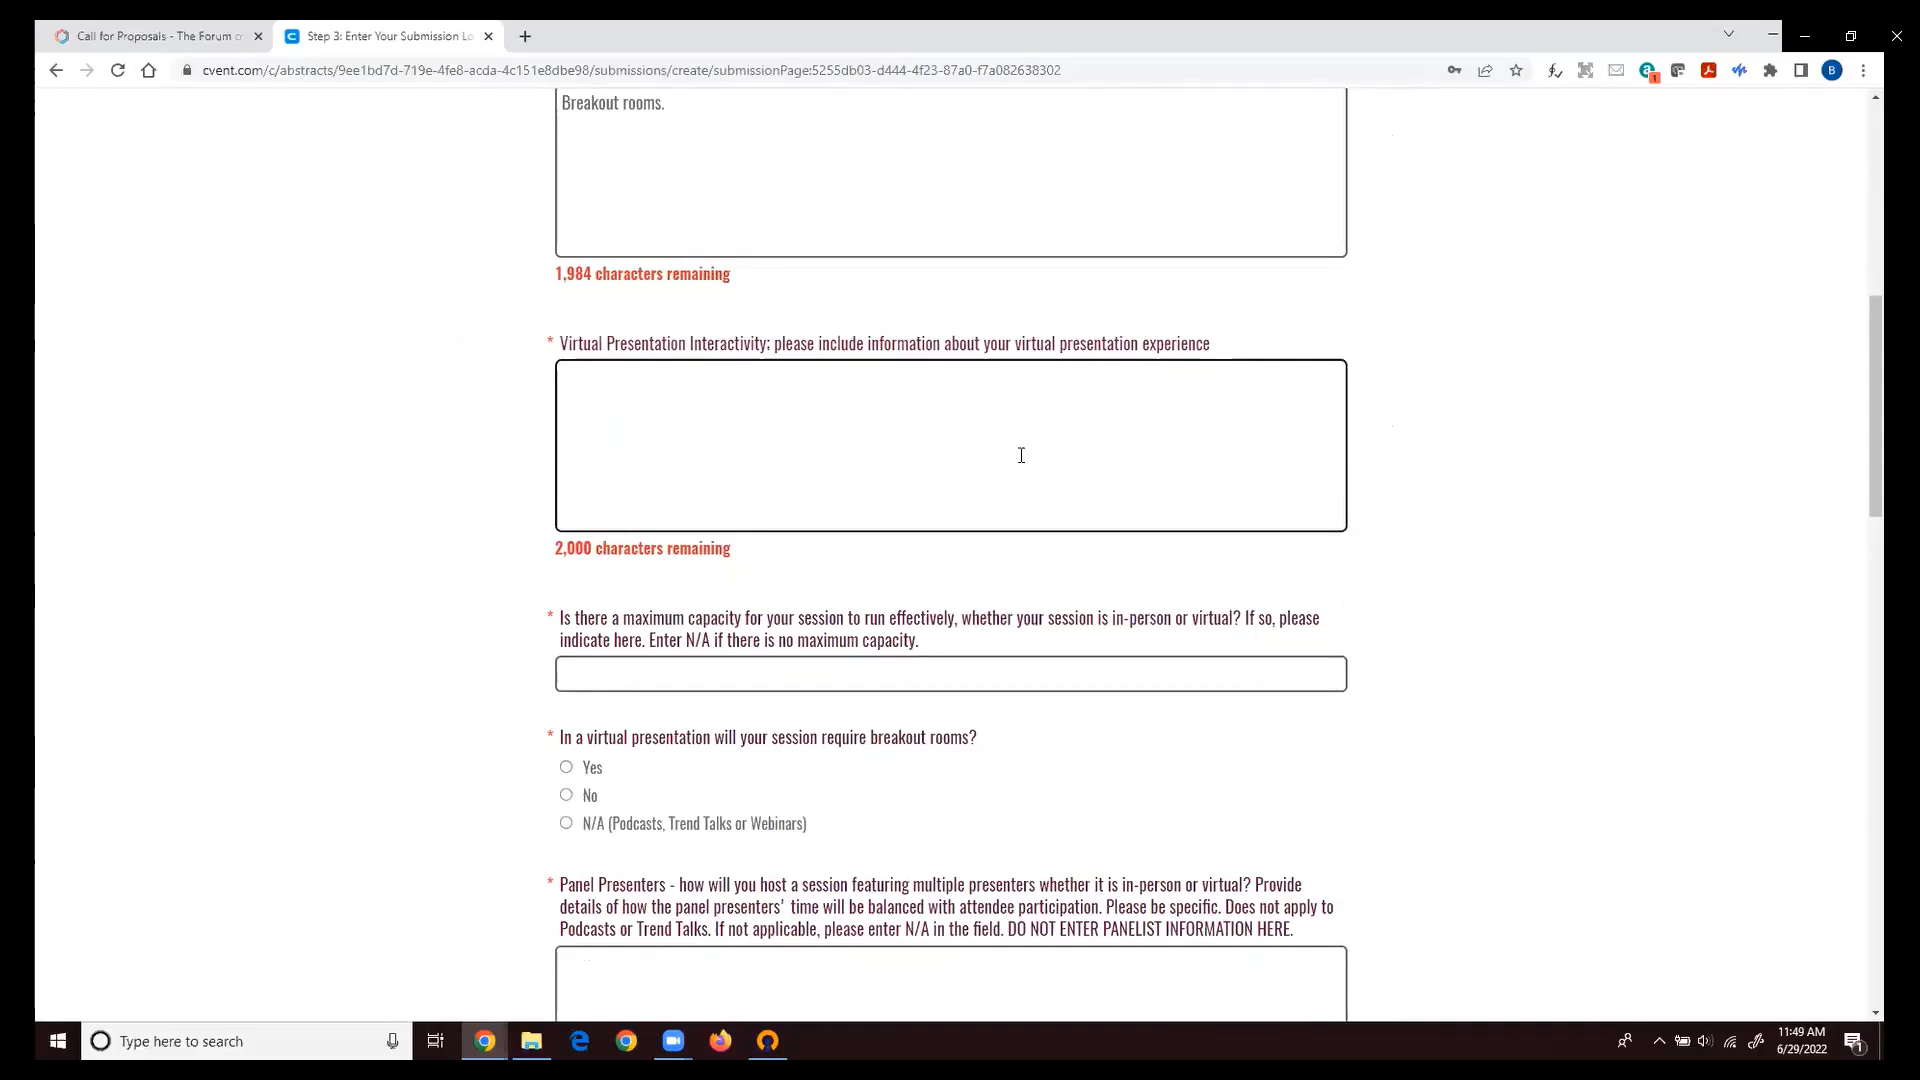 Call for Proposals - The Forum o
Step 3: Enter Your Submission Lo
cvent.com/c/abstracts/9ee1bd7d-719e-4fe8-acda-4c151e8dbe98/submissions/create/submissionPage:5255db03-d444-4f23-87a0-f7a082638302
1
B
Breakout rooms.
1,984 characters remaining
* Virtual Presentation Interactivity; please include information about your virtual presentation experience
2,000 characters remaining
* Is there a maximum capacity for your session to run effectively, whether your session is in-person or virtual? If so, please
indicate here. Enter N/A if there is no maximum capacity.
* In a virtual presentation will your session require breakout rooms?
Yes
No
N/A (Podcasts, Trend Talks or Webinars)
* Panel Presenters - how will you host a session featuring multiple presenters whether it is in-person or virtual? Provide
details of how the panel presenters' time will be balanced with attendee participation. Please be specific. Does not apply to
Podcasts or Trend Talks. If not applicable, please enter N/A in the field. DO NOT ENTER PANELIST INFORMATION HERE.
Type here to search
11:49 AM
6/29/2022
1